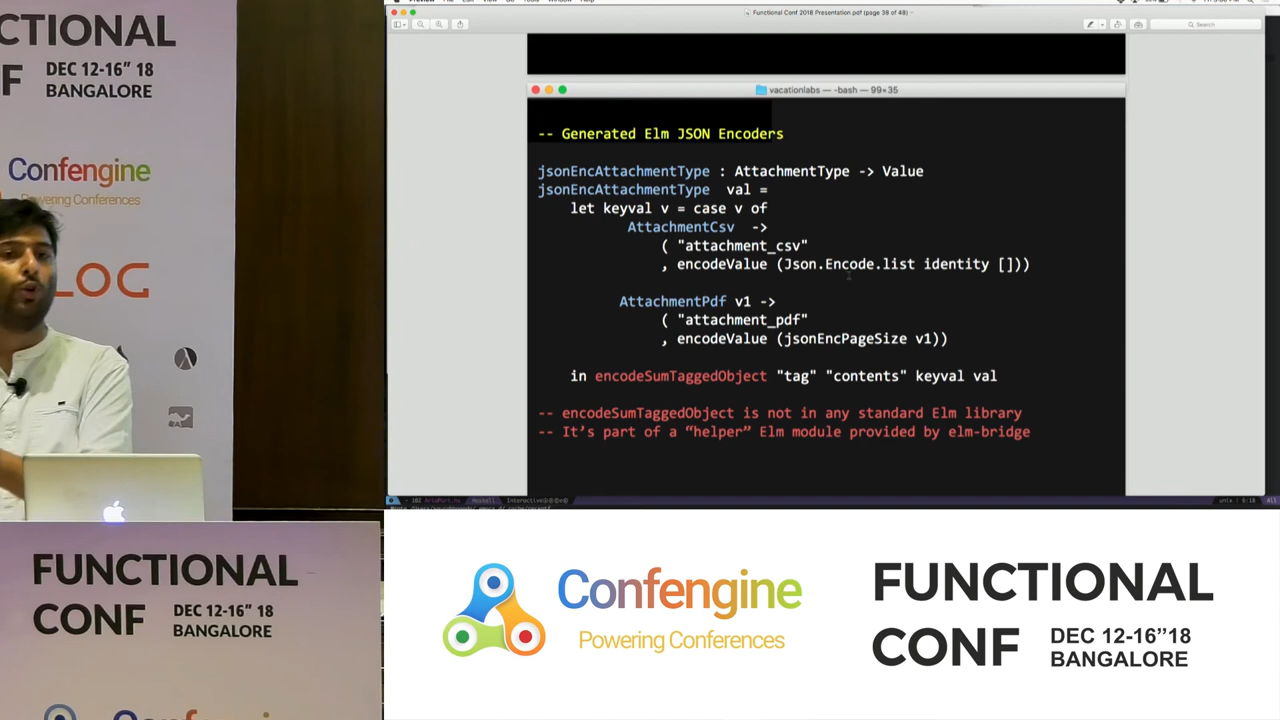 CTIONAL
F
DEC 12-16" 18
BANGALORE
Confengine
Powering Conferences
LOG
FUNCTIONAL
CONF
DEC 12-16" 18
BANGALORE
Functional Conf 2018 Presentation.pdf (page 38 of 48)
Search
vacationlabs — -bash — 99×35
-- Generated Elm JSON Encoders
jsonEncAttachmentType : AttachmentType -> Value
jsonEncAttachmentType val =
let keyval v = case v of
AttachmentCsv ->
( "attachment_csv"
, encodeValue (Json.Encode.list identity []))
AttachmentPdf v1 ->
( "attachment_pdf"
, encodeValue (jsonEncPageSize v1))
in encodeSumTaggedObject "tag" "contents" keyval val
-- encodeSumTaggedObject is not in any standard Elm library
-- It's part of a “helper” Elm module provided by elm-bridge
Confengine
Powering Conferences
FUNCTIONAL
CONF
DEC 12-16”18
BANGALORE